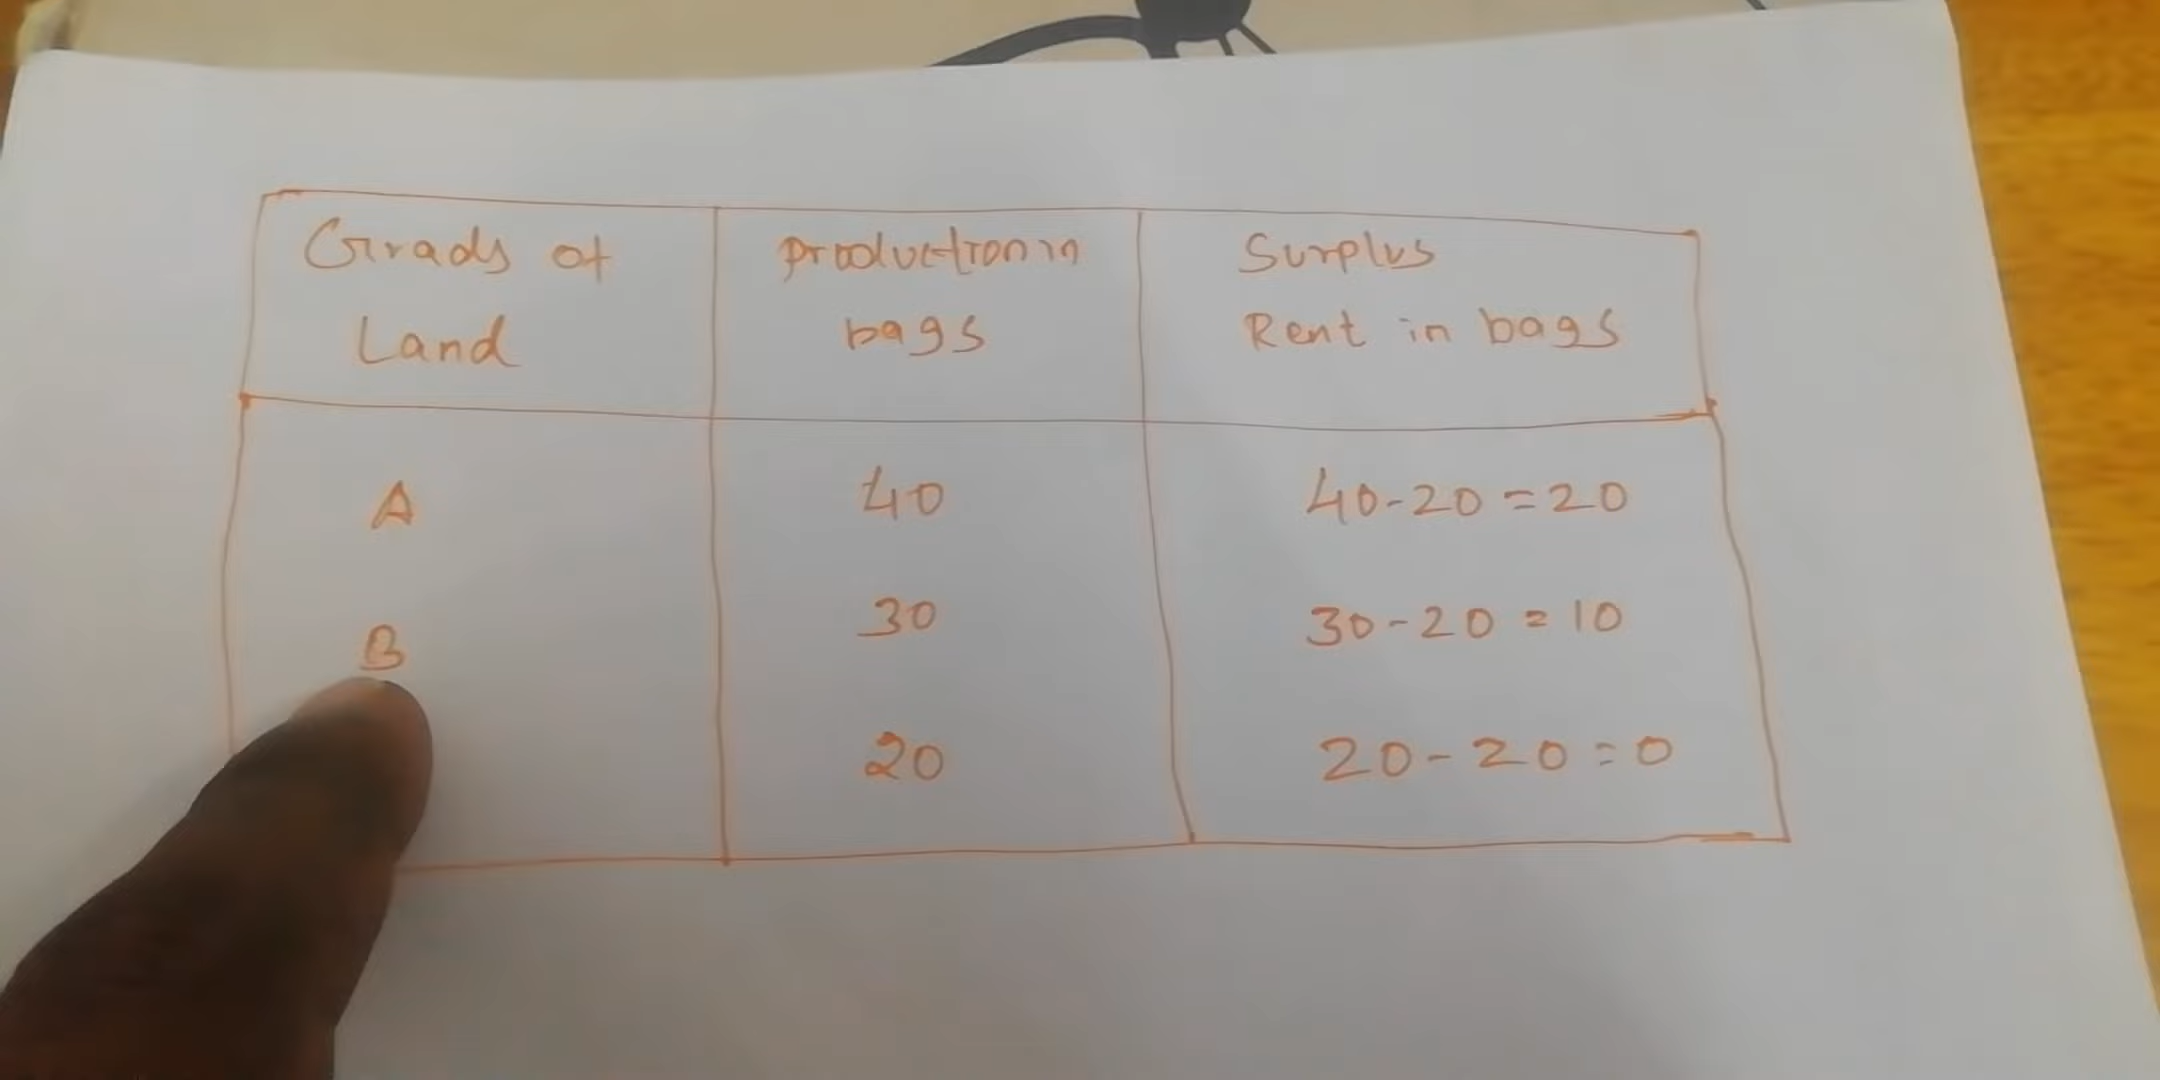 Grads of
Land
production in
bags
Surplus
Rent in bags
A
40
40-20=20
B
30
30-20=10
20
20-20=0